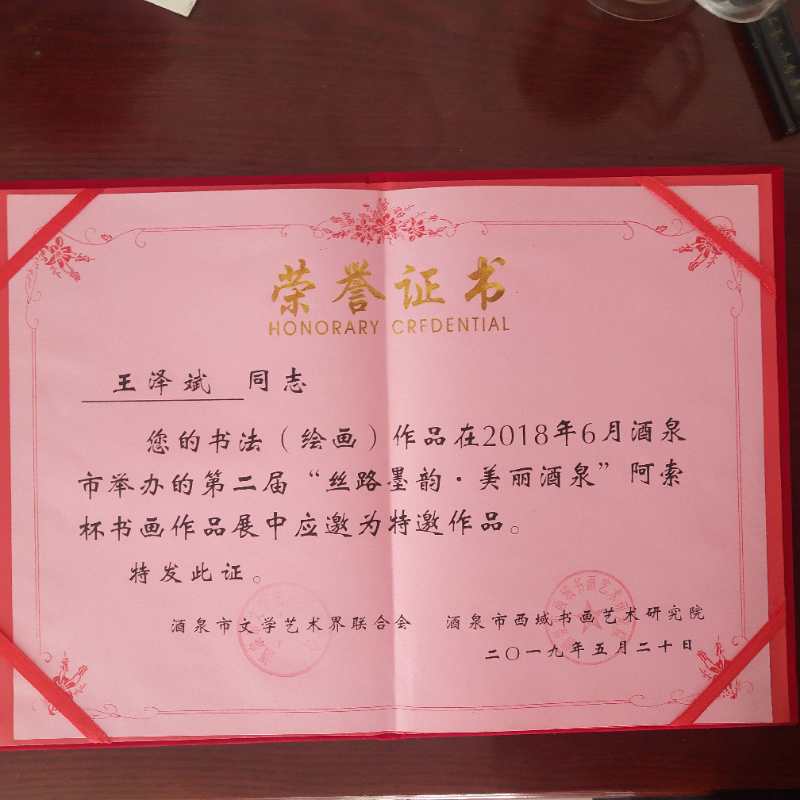 荣誉证书
HONORARY CREDENTIAL
王泽斌 同志
您的书法（绘画）作品在2018年6月酒泉
市举办的第二届“丝路墨韵·美丽酒泉”阿索
杯书画作品展中应邀为特邀作品。
特发此证。
酒泉市文学艺术界联合会 酒泉市西域书画艺术研究院
二〇一九年五月二十日